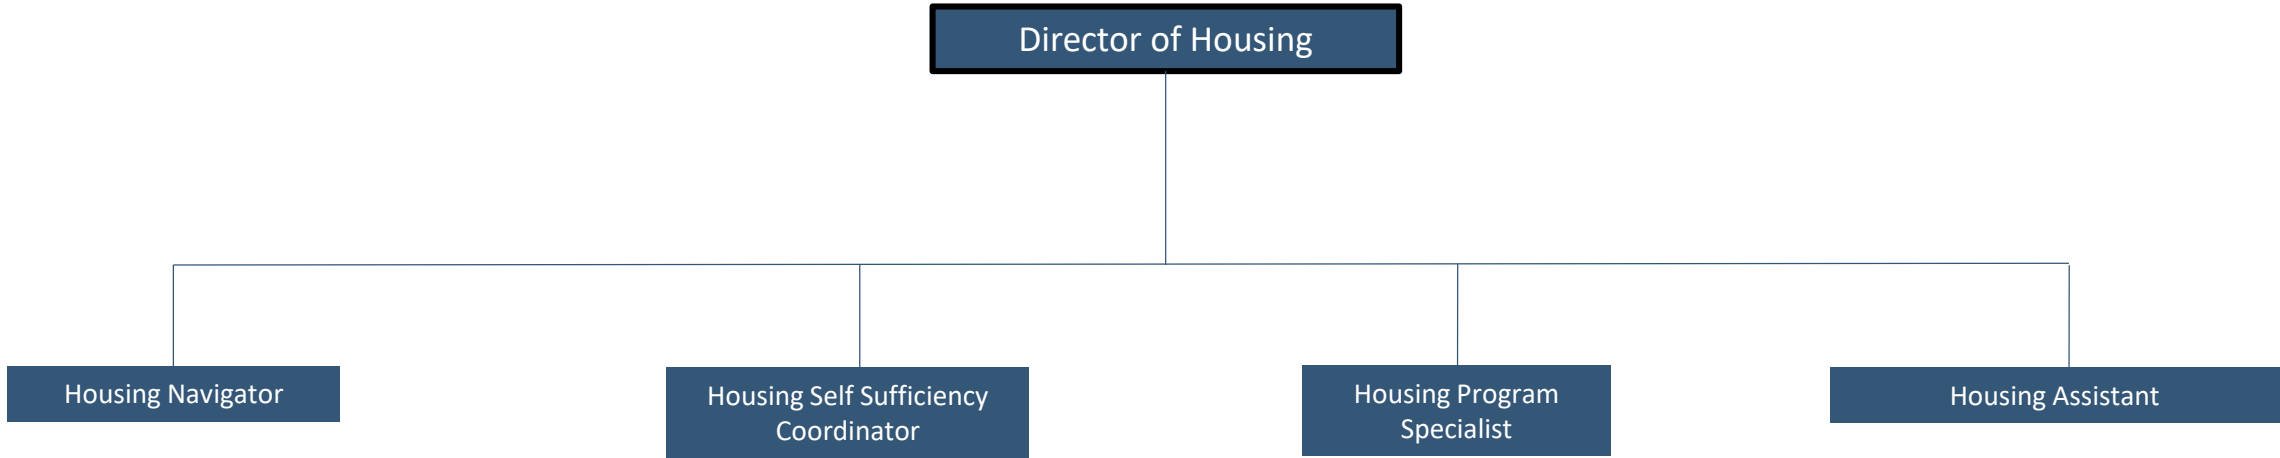 Director of Housing
Housing Navigator
Housing Self Sufficiency
Coordinator
Housing Program
Specialist
Housing Assistant